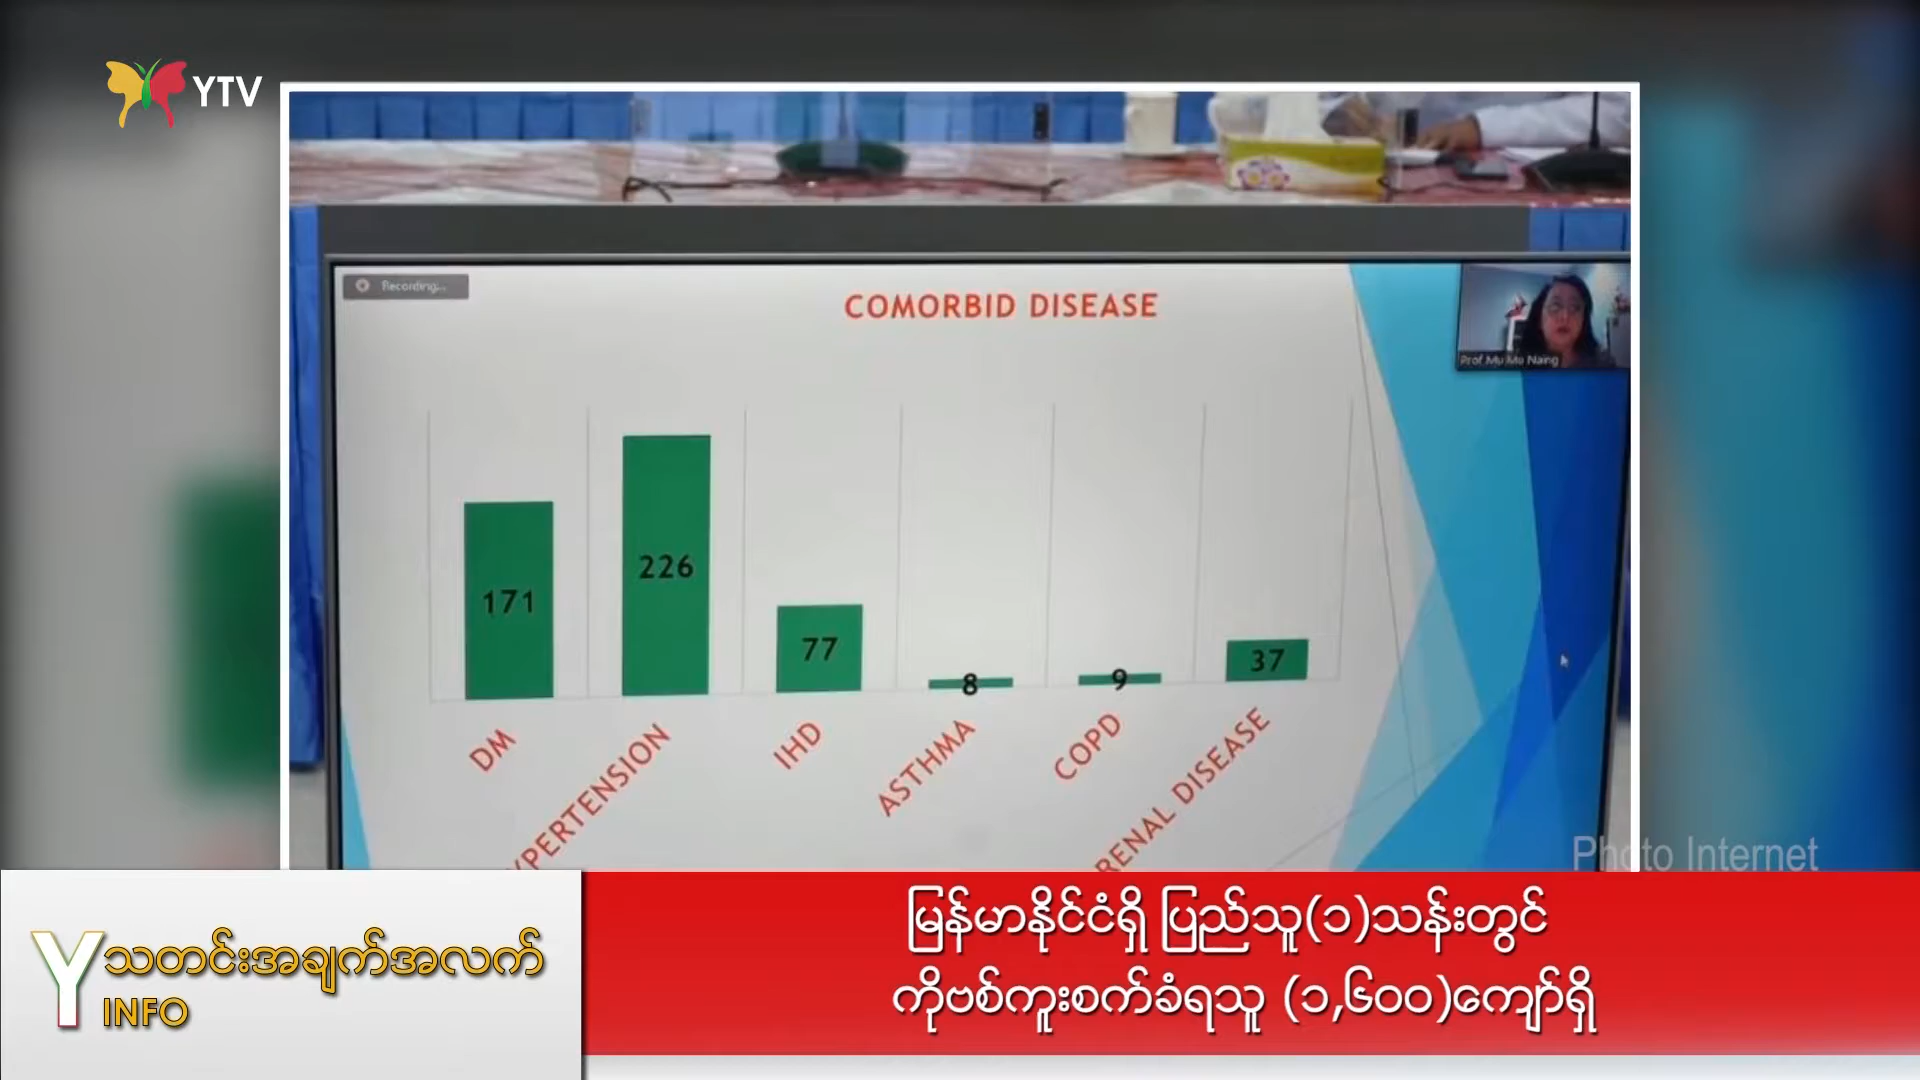 YTV
Recording...
COMORBID DISEASE
Prof.Mu Mu Naing
171
226
77
8
9
37
DM
YPERTENSION
IHD
ASTHMA
COPD
RENAL DISEASE
Photo Internet
မြန်မာနိုင်ငံရှိ ပြည်သူ(၁)သန်းတွင်
ကိုဗစ်ကူးစက်ခံရသူ (၁,၆၀၀)ကျော်ရှိ
Y သတင်းအချက်အလက်
INFO